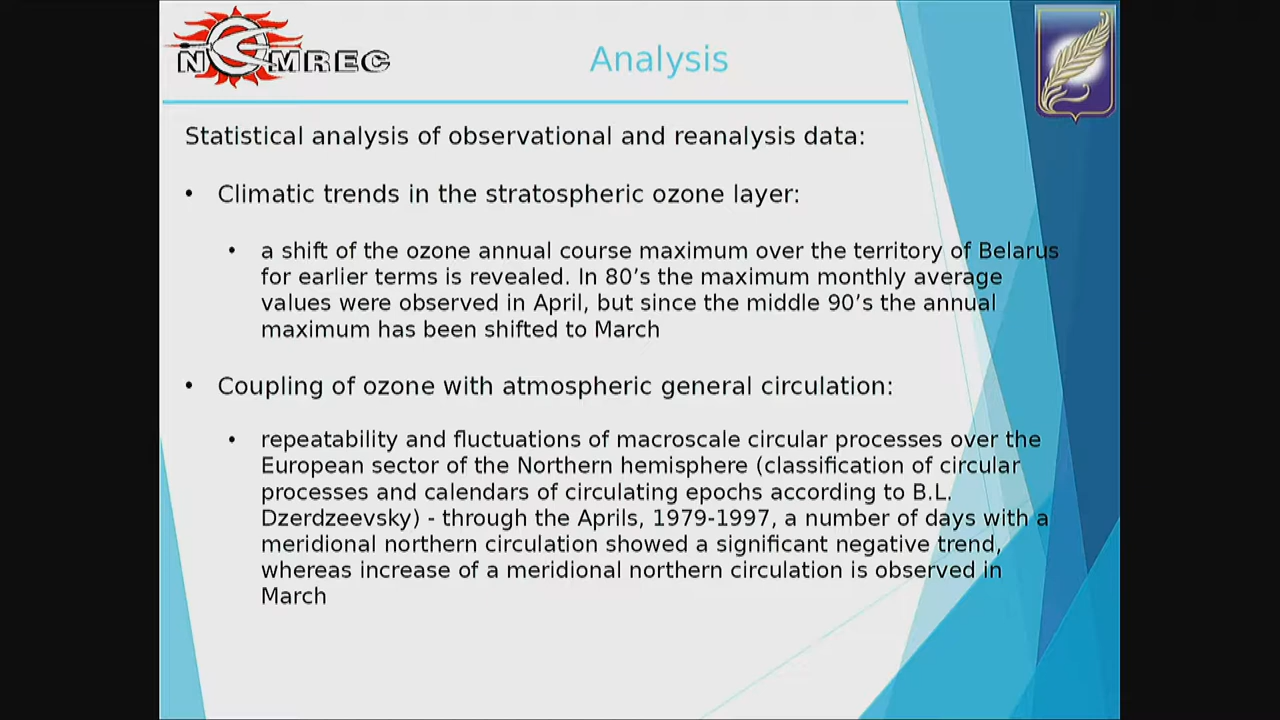 NOMREC
Analysis
Statistical analysis of observational and reanalysis data:
• Climatic trends in the stratospheric ozone layer:
• a shift of the ozone annual course maximum over the territory of Belarus
for earlier terms is revealed. In 80’s the maximum monthly average
values were observed in April, but since the middle 90’s the annual
maximum has been shifted to March
• Coupling of ozone with atmospheric general circulation:
• repeatability and fluctuations of macroscale circular processes over the
European sector of the Northern hemisphere (classification of circular
processes and calendars of circulating epochs according to B.L.
Dzerdzeevsky) - through the Aprils, 1979-1997, a number of days with a
meridional northern circulation showed a significant negative trend,
whereas increase of a meridional northern circulation is observed in
March